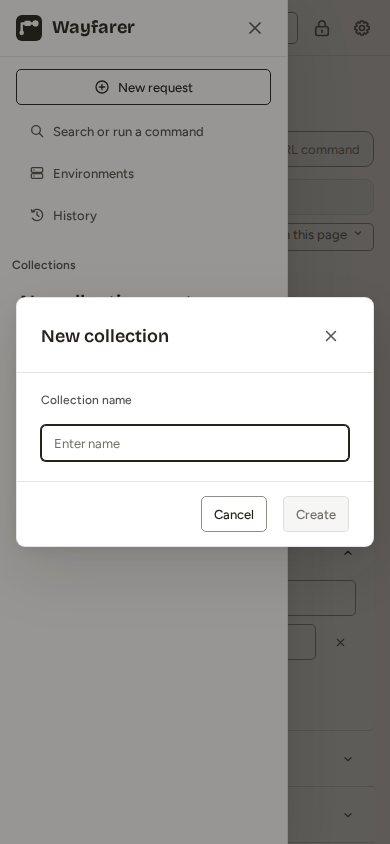 Wayfarer
New request
Search or run a command
RL command
Environments
History
this page
Collections
New collection
Collection name
Enter name
Cancel
Create